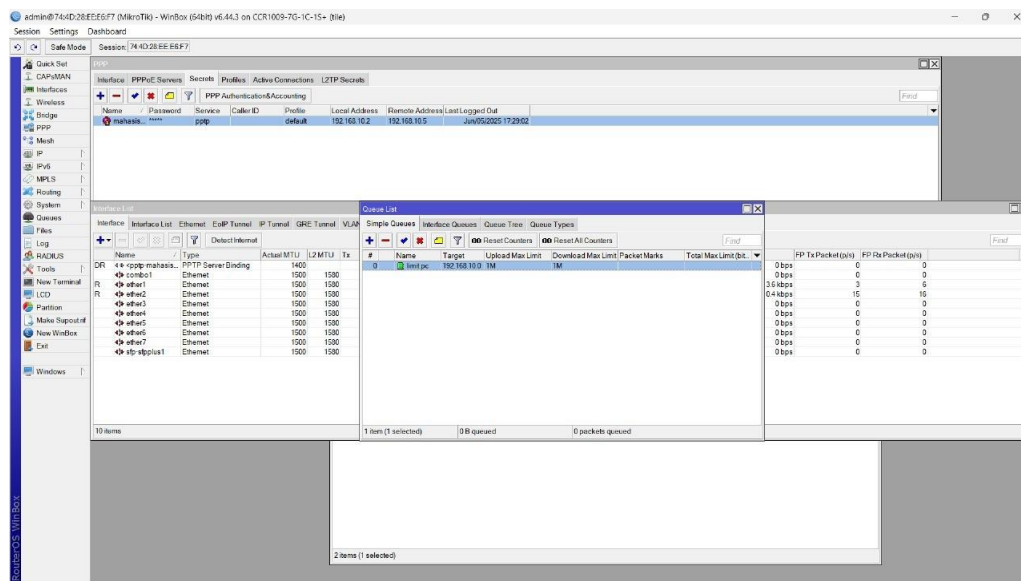 admin@74:4D:28:EE:E6:F7 (MikroTik) - WinBox (64bit) v6.44.3 on CCR1009-7G-1C-1S+ (tile)
Session Settings Dashboard
Safe Mode Session: 74:4D:28:EE:E6:F7
Quick Set
CAPsMAN
Interfaces
Wireless
Bridge
PPP
Mesh
IP
IPv6
MPLS
Routing
System
Queues
Files
Log
RADIUS
Tools
New Terminal
LCD
Partition
Make Supout.rif
New WinBox
Exit
Windows
RouterOS WinBox
PPP
Interface PPPoE Servers Secrets Profiles Active Connections L2TP Secrets
PPP Authentication&Accounting Find
Name Password Service Caller ID Profile Local Address Remote Address Last Logged Out
mahasis... ***** pptp default 192.168.10.2 192.168.10.5 Jun/05/2025 17:29:02
Interface List
Interface Interface List Ethernet EoIP Tunnel IP Tunnel GRE Tunnel VLAN
Detect Internet Find
Name Type Actual MTU L2 MTU Tx FP Tx Packet (p/s) FP Rx Packet (p/s)
DR <pptp-mahasis... PPTP Server Binding 1400 0 bps 0 0
combo1 Ethernet 1500 1580 0 bps 0 0
R ether1 Ethernet 1500 1580 3.6 kbps 3 6
R ether2 Ethernet 1500 1580 0.4 kbps 15 16
ether3 Ethernet 1500 1580 0 bps 0 0
ether4 Ethernet 1500 1580 0 bps 0 0
ether5 Ethernet 1500 1580 0 bps 0 0
ether6 Ethernet 1500 1580 0 bps 0 0
ether7 Ethernet 1500 1580 0 bps 0 0
sfp-sfpplus1 Ethernet 1500 1580 0 bps 0 0
10 items
Queue List
Simple Queues Interface Queues Queue Tree Queue Types
00 Reset Counters 00 Reset All Counters Find
# Name Target Upload Max Limit Download Max Limit Packet Marks Total Max Limit (bit...
0 limit pc 192.168.10.0 1M 1M
1 item (1 selected) 0 B queued 0 packets queued
2 items (1 selected)